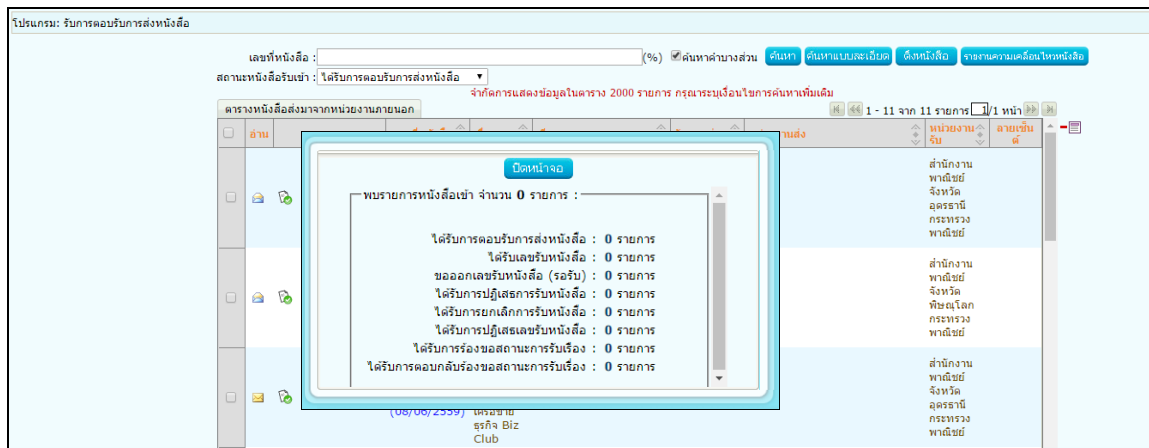 โปรแกรม: รับการตอบรับการส่งหนังสือ
เลขที่หนังสือ : (%) ค้นหาคำบางส่วน ค้นหา ค้นหาแบบละเอียด ดึงหนังสือ รายงานความเคลื่อนไหวหนังสือ
สถานะหนังสือรับเข้า : ได้รับการตอบรับการส่งหนังสือ
จำกัดการแสดงข้อมูลในตาราง 2000 รายการ กรุณาระบุเงื่อนไขการค้นหาเพิ่มเติม
ตารางหนังสือส่งมาจากหน่วยงานภายนอก 1 - 11 จาก 11 รายการ 1/1 หน้า
อ่าน หน่วยงาน ลายเซ็น
รับ ต์
ปิดหน้าจอ
พบรายการหนังสือเข้า จำนวน 0 รายการ :
ได้รับการตอบรับการส่งหนังสือ : 0 รายการ
ได้รับเลขรับหนังสือ : 0 รายการ
ขอออกเลขรับหนังสือ (รอรับ) : 0 รายการ
ได้รับการปฏิเสธการรับหนังสือ : 0 รายการ
ได้รับการยกเลิกการรับหนังสือ : 0 รายการ
ได้รับการปฏิเสธเลขรับหนังสือ : 0 รายการ
ได้รับการร้องขอสถานะการรับเรื่อง : 0 รายการ
ได้รับการตอบกลับร้องขอสถานะการรับเรื่อง : 0 รายการ
สำนักงาน
พาณิชย์
จังหวัด
อุดรธานี
กระทรวง
พาณิชย์
สำนักงาน
พาณิชย์
จังหวัด
พิษณุโลก
กระทรวง
พาณิชย์
สำนักงาน
พาณิชย์
จังหวัด
อุดรธานี
กระทรวง
พาณิชย์
(08/06/2559) เครือข่าย
ธุรกิจ Biz
Club